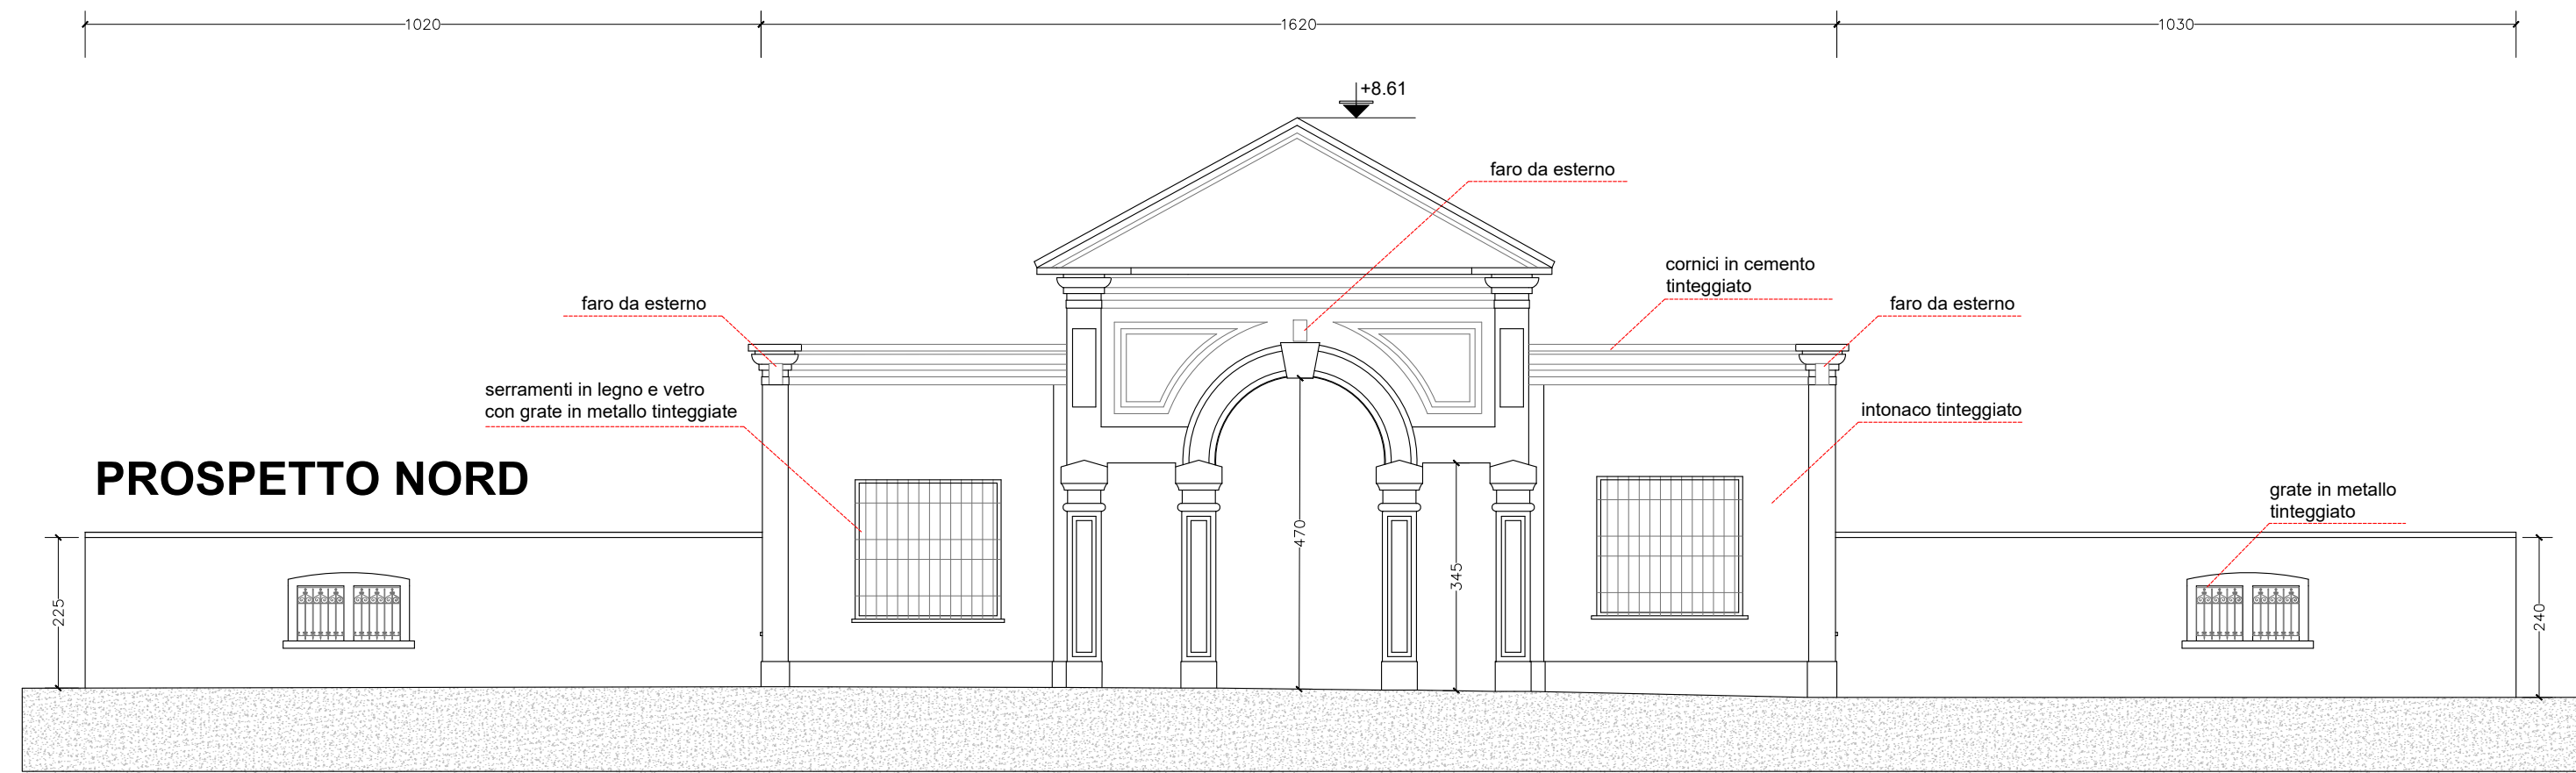 1020
1620
1030
+8.61
faro da esterno
cornici in cemento
tinteggiato
faro da esterno
faro da esterno
serramenti in legno e vetro
con grate in metallo tinteggiate
intonaco tinteggiato
PROSPETTO NORD
grate in metallo
tinteggiato
470
345
225
240